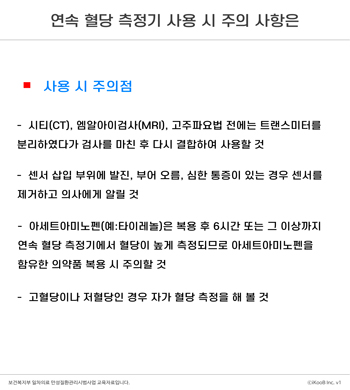 연속 혈당 측정기 사용 시 주의 사항은
사용 시 주의점
- 시티(CT), 엠알아이검사(MRI), 고주파요법 전에는 트랜스미터를
분리하였다가 검사를 마친 후 다시 결합하여 사용할 것
- 센서 삽입 부위에 발진, 부어 오름, 심한 통증이 있는 경우 센서를
제거하고 의사에게 알릴 것
- 아세트아미노펜(예:타이레놀)은 복용 후 6시간 또는 그 이상까지
연속 혈당 측정기에서 혈당이 높게 측정되므로 아세트아미노펜을
함유한 의약품 복용 시 주의할 것
- 고혈당이나 저혈당인 경우 자가 혈당 측정을 해 볼 것
보건복지부 일차의료 만성질환관리시범사업 교육자료입니다.
ⓒiKooB Inc. v1